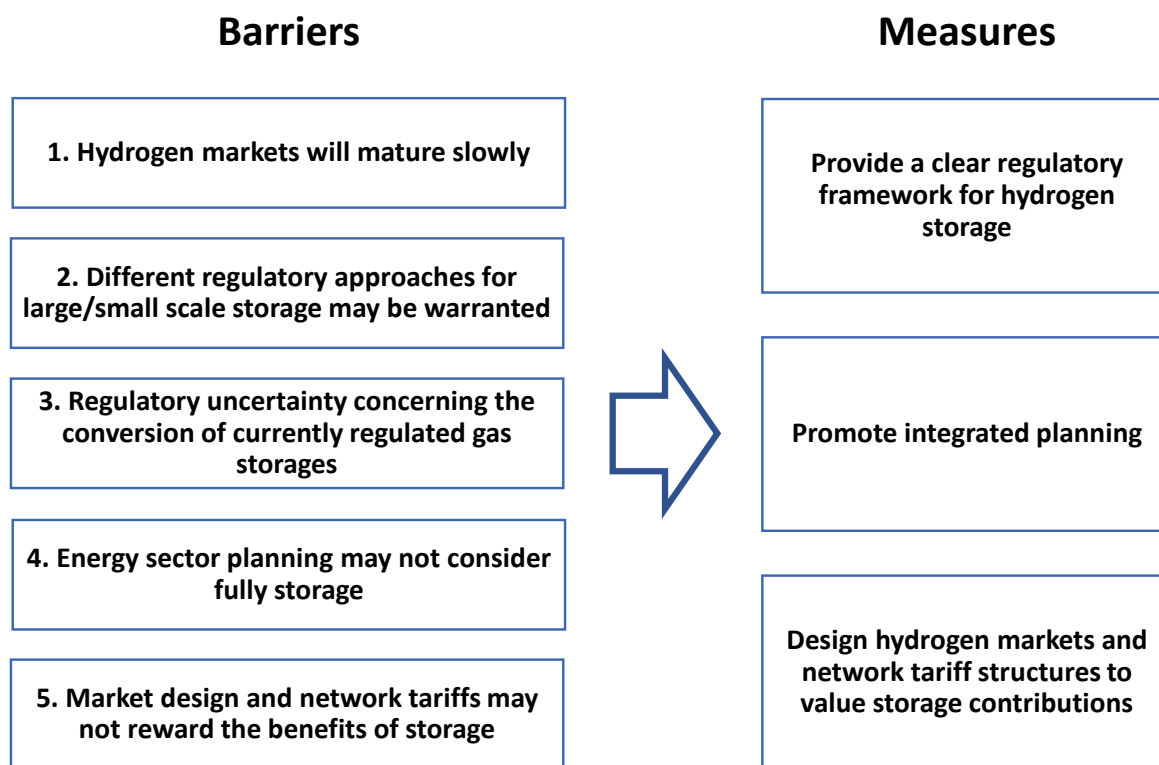 Barriers
1. Hydrogen markets will mature slowly
2. Different regulatory approaches for
large/small scale storage may be warranted
3. Regulatory uncertainty concerning the
conversion of currently regulated gas
storages
4. Energy sector planning may not consider
fully storage
5. Market design and network tariffs may
not reward the benefits of storage
Measures
Provide a clear regulatory
framework for hydrogen
storage
Promote integrated planning
Design hydrogen markets and
network tariff structures to
value storage contributions